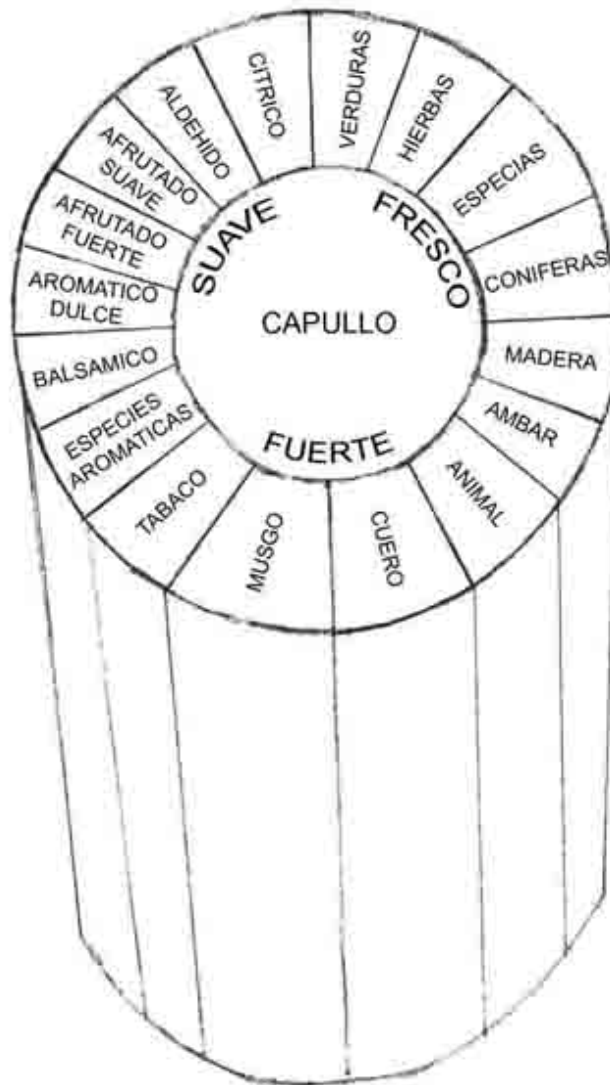 CITRICO
VERDURAS
HIERBAS
ESPECIAS
CONIFERAS
MADERA
AMBAR
ANIMAL
CUERO
MUSGO
TABACO
ESPECIES
AROMATICAS
BALSAMICO
AROMATICO
DULCE
AFRUTADO
FUERTE
AFRUTADO
SUAVE
ALDEHIDO
SUAVE
FRESCO
CAPULLO
FUERTE